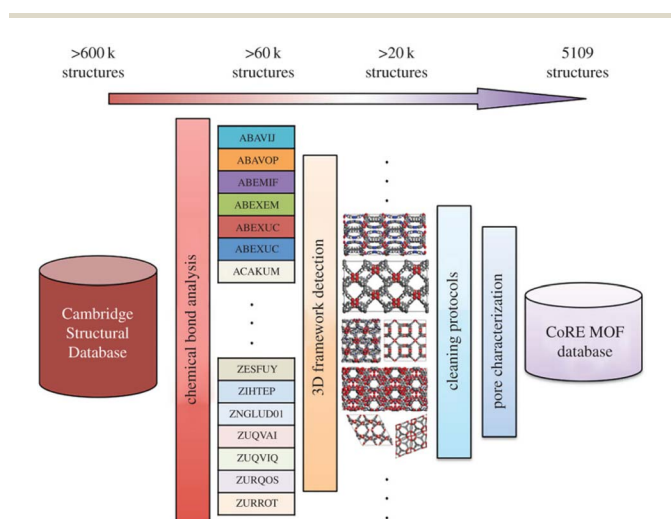 >600 k
structures
>60 k
structures
>20 k
structures
5109
structures
Cambridge
Structural
Database
chemical bond analysis
ABAVIJ
ABAVOP
ABEMIF
ABEXEM
ABEXUC
ABEXUC
ACAKUM
ZESFUY
ZIHTEP
ZNGLUD01
ZUQVAI
ZUQVIQ
ZURQOS
ZURROT
3D framework detection
cleaning protocols
pore characterization
CoRE MOF
database